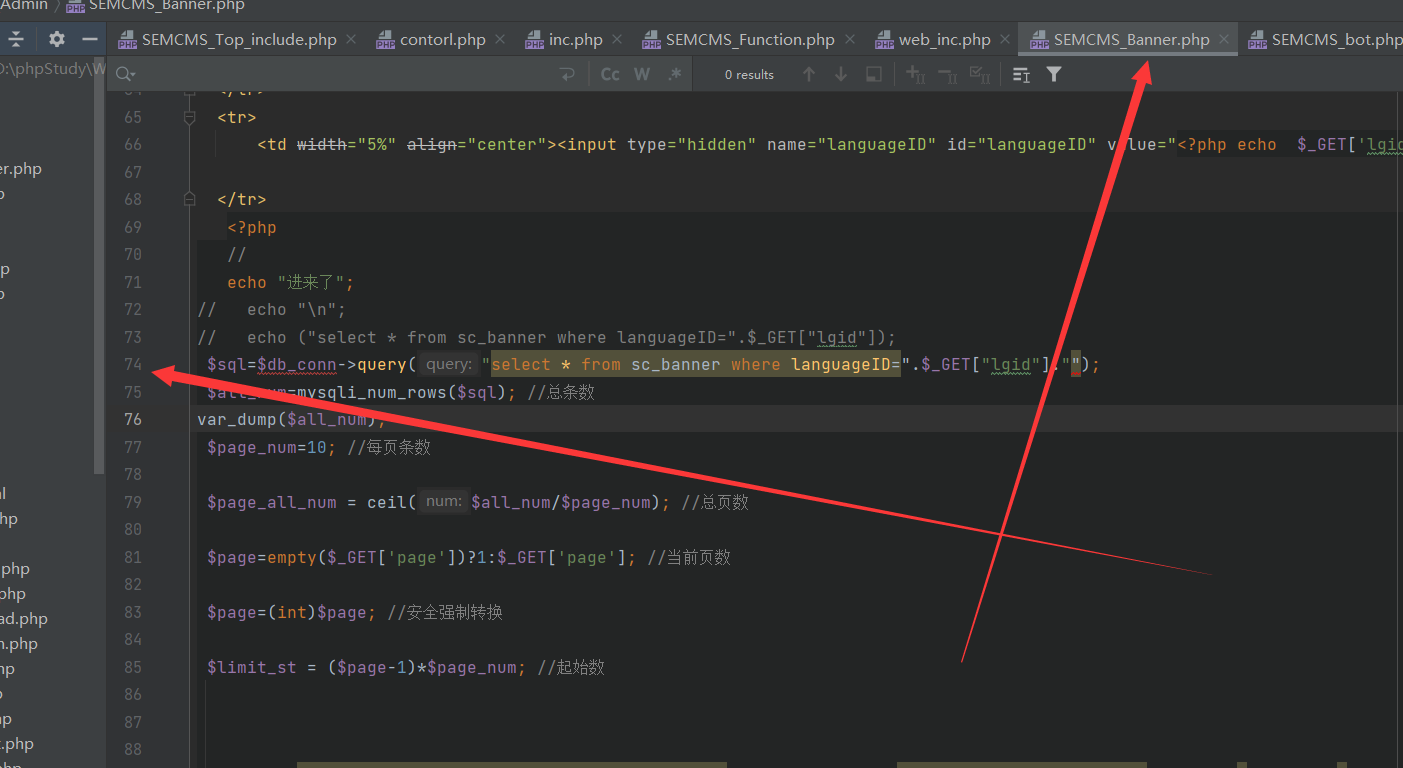 Admin SEMCMS_Banner.php
SEMCMS_Top_include.php contorl.php inc.php SEMCMS_Function.php web_inc.php SEMCMS_Banner.php SEMCMS_bot.php
D:\phpStudy\W
Cc W .* 0 results
65 <tr>
66 <td width="5%" align="center"><input type="hidden" name="languageID" id="languageID" value="<?php echo $_GET['lgid
67
68 </tr>
69 <?php
70 //
71 echo "进来了";
72 // echo "\n";
73 // echo ("select * from sc_banner where languageID=".$_GET["lgid"]);
74 $sql=$db_conn->query( query: "select * from sc_banner where languageID=".$_GET["lgid"]."");
75 $all_num=mysqli_num_rows($sql); //总条数
76 var_dump($all_num);
77 $page_num=10; //每页条数
78
79 $page_all_num = ceil( num: $all_num/$page_num); //总页数
80
81 $page=empty($_GET['page'])?1:$_GET['page']; //当前页数
82
83 $page=(int)$page; //安全强制转换
84
85 $limit_st = ($page-1)*$page_num; //起始数
86
87
88
er.php
p
p
p
l
hp
.php
php
ad.php
n.php
np
p
np
t.php